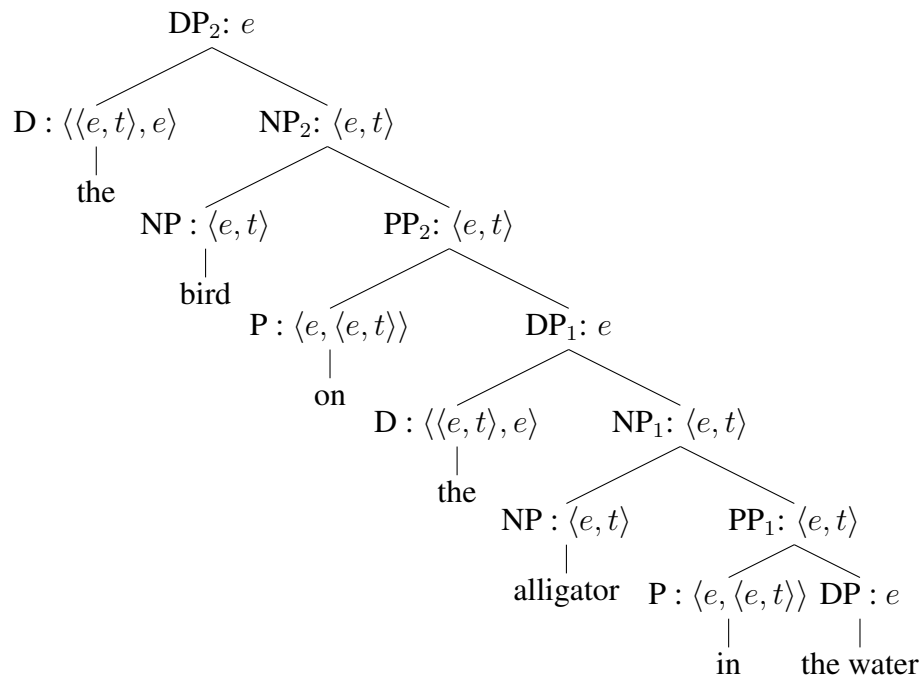 DP₂: e
D : ⟨⟨e, t⟩, e⟩ NP₂: ⟨e, t⟩
the
NP : ⟨e, t⟩ PP₂: ⟨e, t⟩
bird
P : ⟨e, ⟨e, t⟩⟩ DP₁: e
on
D : ⟨⟨e, t⟩, e⟩ NP₁: ⟨e, t⟩
the
NP : ⟨e, t⟩ PP₁: ⟨e, t⟩
alligator P : ⟨e, ⟨e, t⟩⟩ DP : e
in the water